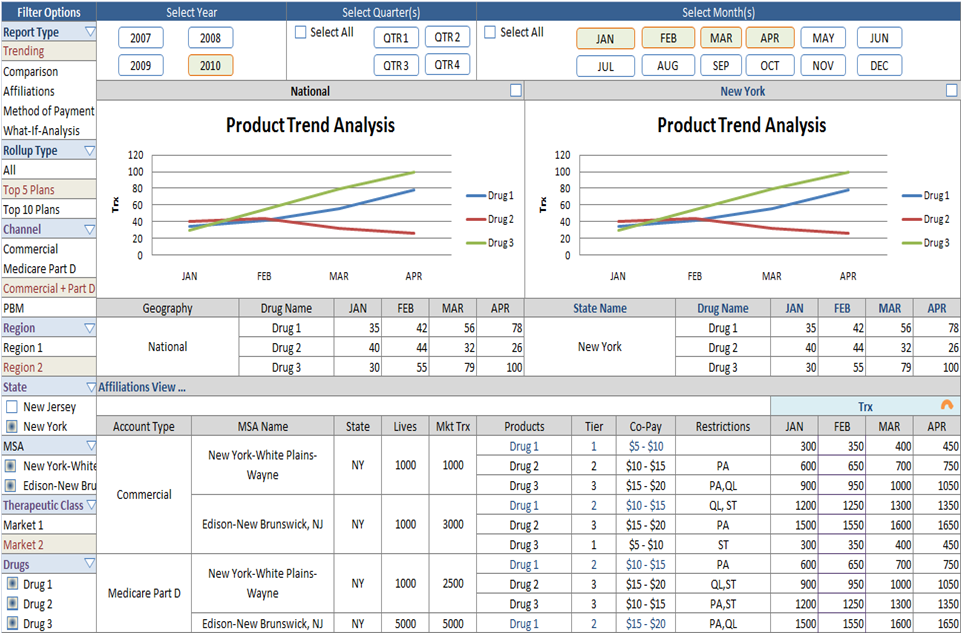 Filter Options
Select Year
Select Quarter(s)
Select Month(s)
Report Type
Trending
Comparison
Affiliations
Method of Payment
What-If-Analysis
Rollup Type
All
Top 5 Plans
Top 10 Plans
Channel
Commercial
Medicare Part D
Commercial + Part D
PBM
Region
Region 1
Region 2
State
New Jersey
New York
MSA
New York-White
Edison-New Bru
Therapeutic Class
Market 1
Market 2
Drugs
Drug 1
Drug 2
Drug 3
2007 2008
2009 2010
Select All QTR1 QTR2
QTR3 QTR4
Select All JAN FEB MAR APR MAY JUN
JUL AUG SEP OCT NOV DEC
National
Product Trend Analysis
Trx
120
100
80
60
40
20
0
JAN FEB MAR APR
Drug 1
Drug 2
Drug 3
New York
Product Trend Analysis
Trx
120
100
80
60
40
20
0
JAN FEB MAR APR
Drug 1
Drug 2
Drug 3
Geography Drug Name JAN FEB MAR APR
National
Drug 1 35 42 56 78
Drug 2 40 44 32 26
Drug 3 30 55 79 100
State Name Drug Name JAN FEB MAR APR
New York
Drug 1 35 42 56 78
Drug 2 40 44 32 26
Drug 3 30 55 79 100
Affiliations View ...
Trx
Account Type MSA Name State Lives Mkt Trx Products Tier Co-Pay Restrictions JAN FEB MAR APR
Commercial
New York-White Plains-
Wayne
NY 1000 1000
Drug 1 1 $5 - $10 300 350 400 450
Drug 2 2 $10 - $15 PA 600 650 700 750
Drug 3 3 $15 - $20 PA,QL 900 950 1000 1050
Edison-New Brunswick, NJ NY 1000 3000
Drug 1 2 $10 - $15 QL, ST 1200 1250 1300 1350
Drug 2 3 $15 - $20 PA 1500 1550 1600 1650
Drug 3 1 $5 - $10 ST 300 350 400 450
Medicare Part D
New York-White Plains-
Wayne
NY 1000 2500
Drug 1 2 $10 - $15 PA 600 650 700 750
Drug 2 3 $15 - $20 QL,ST 900 950 1000 1050
Drug 3 3 $10 - $15 PA,ST 1200 1250 1300 1350
Edison-New Brunswick, NJ NY 5000 5000 Drug 1 2 $15 - $20 PA,QL 1500 1550 1600 1650